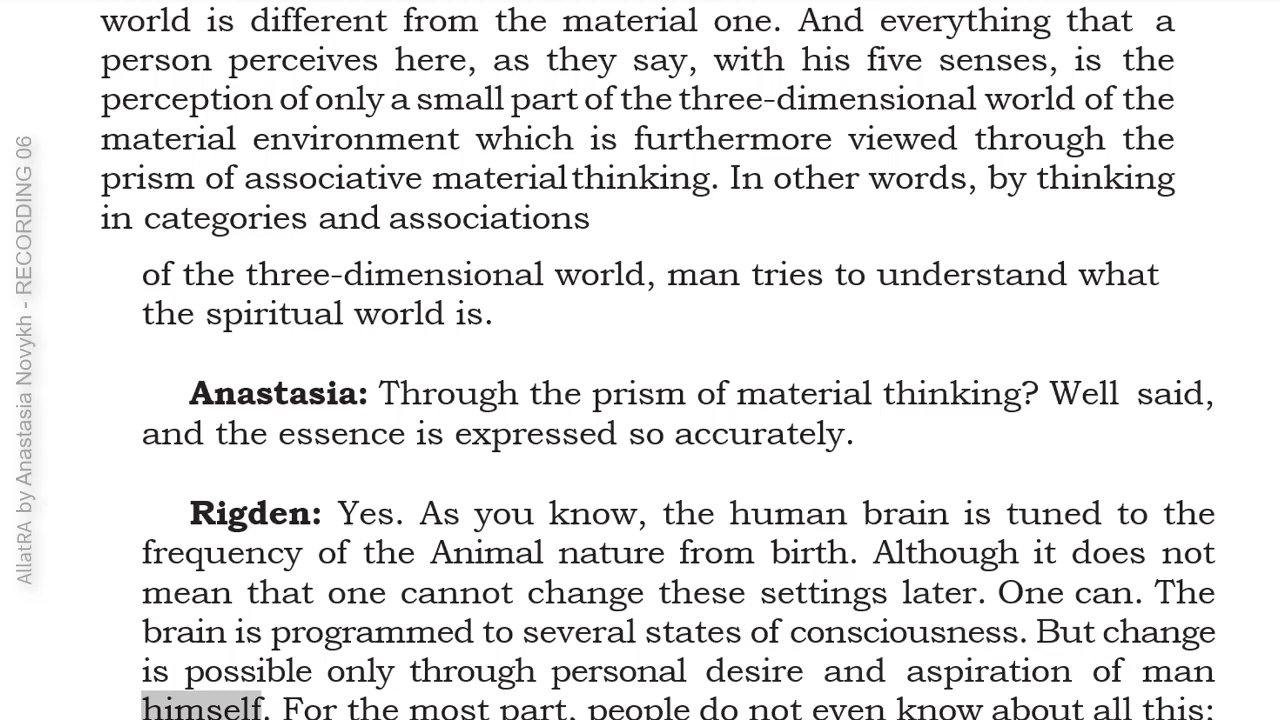 world is different from the material one. And everything that a
person perceives here, as they say, with his five senses, is the
perception of only a small part of the three-dimensional world of the
material environment which is furthermore viewed through the
prism of associative material thinking. In other words, by thinking
in categories and associations
of the three-dimensional world, man tries to understand what
the spiritual world is.
Anastasia: Through the prism of material thinking? Well said,
and the essence is expressed so accurately.
Rigden: Yes. As you know, the human brain is tuned to the
frequency of the Animal nature from birth. Although it does not
mean that one cannot change these settings later. One can. The
brain is programmed to several states of consciousness. But change
is possible only through personal desire and aspiration of man
himself. For the most part, people do not even know about all this;
AllatRA by Anastasia Novykh - RECORDING 06